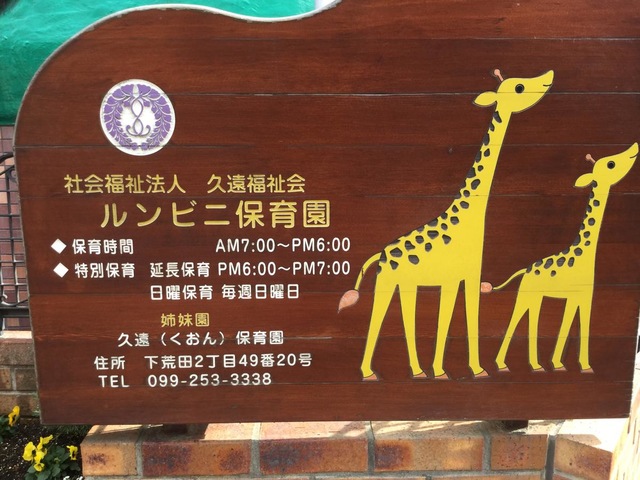 社会福祉法人 久遠福祉会
ルンビニ保育園
◆ 保育時間 AM7:00〜PM6:00
◆ 特別保育 延長保育 PM6:00〜PM7:00
日曜保育 毎週日曜日
姉妹園
久遠（くおん）保育園
住所 下荒田2丁目49番20号
TEL 099-253-3338